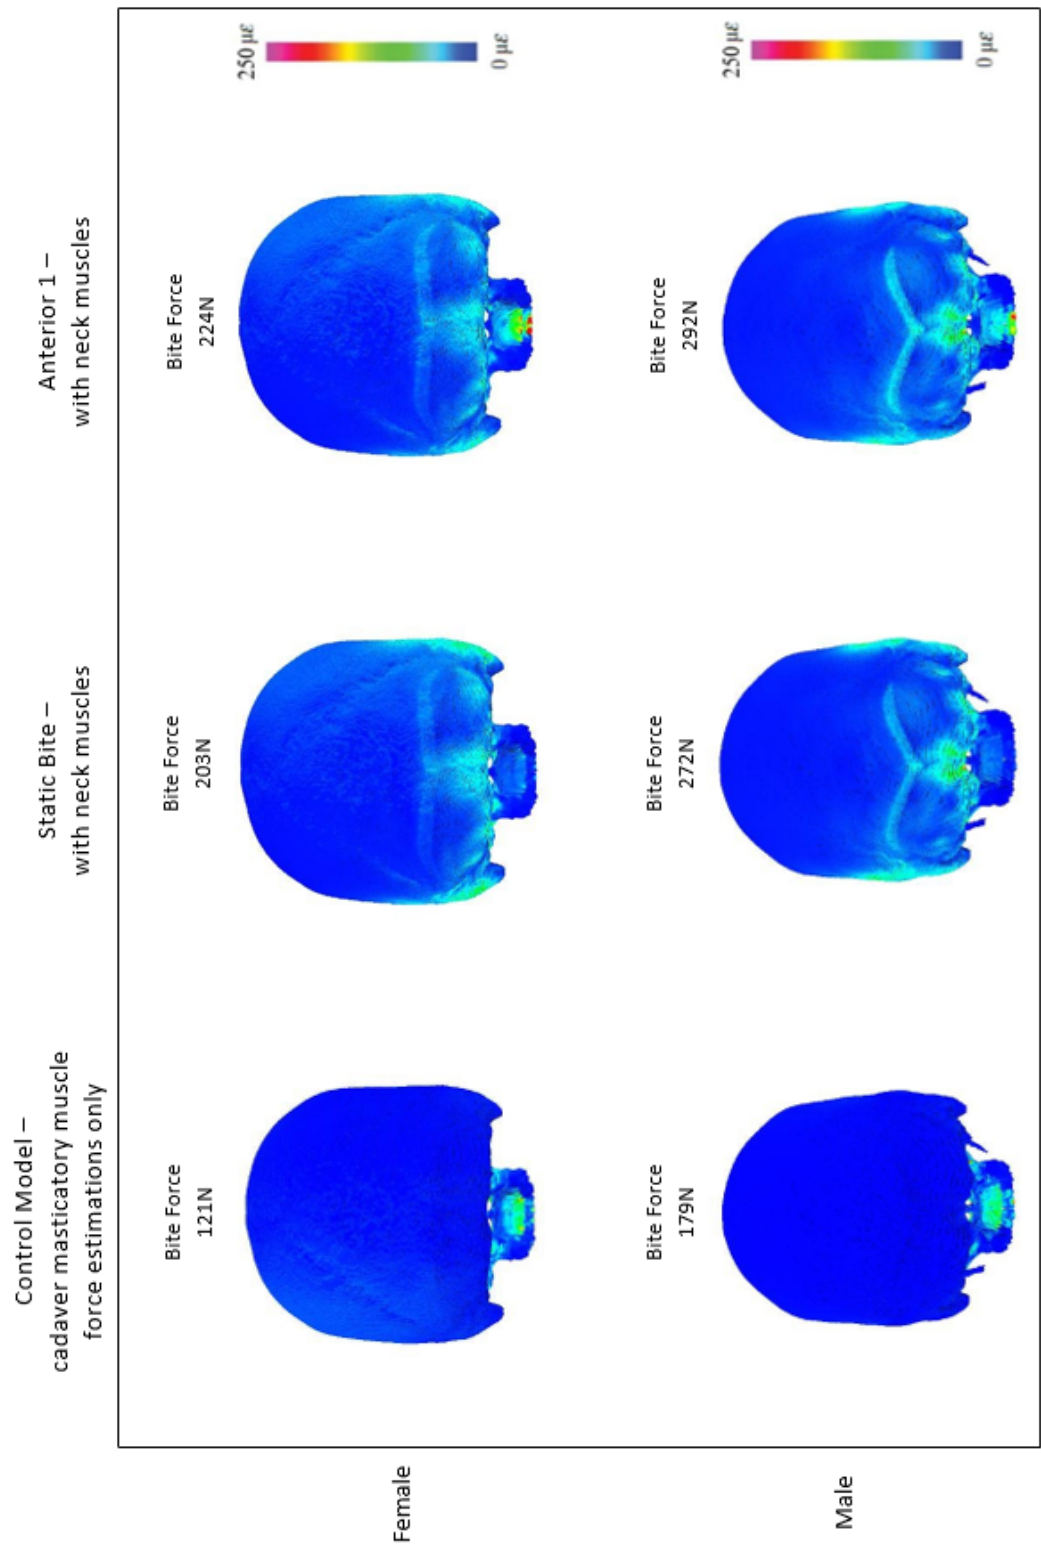 Control Model –
cadaver masticatory muscle
force estimations only
Static Bite –
with neck muscles
Anterior 1 –
with neck muscles
Female
Bite Force
121N
Bite Force
203N
Bite Force
224N
250 µε
0 µε
Male
Bite Force
179N
Bite Force
272N
Bite Force
292N
250 µε
0 µε